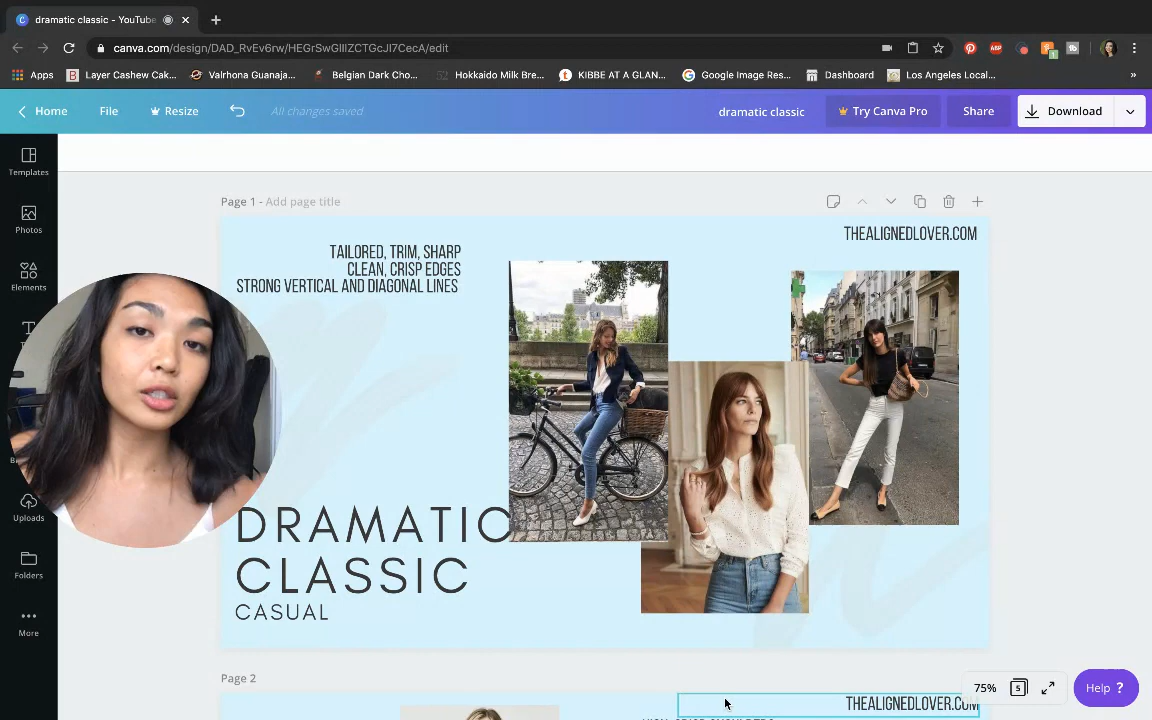 dramatic classic - YouTube
canva.com/design/DAD_RvEv6rw/HEGrSwGIlIZCTGcJI7CecA/edit
Apps
Layer Cashew Cak...
Valrhona Guanaja...
Belgian Dark Cho...
Hokkaido Milk Bre...
KIBBE AT A GLAN...
Google Image Res...
Dashboard
Los Angeles Local...
Home
File
Resize
All changes saved
dramatic classic
Try Canva Pro
Share
Download
Templates
Photos
Elements
Uploads
Folders
More
Page 1 - Add page title
THEALIGNEDLOVER.COM
TAILORED, TRIM, SHARP
CLEAN, CRISP EDGES
STRONG VERTICAL AND DIAGONAL LINES
DRAMATIC
CLASSIC
CASUAL
Page 2
THEALIGNEDLOVER.COM
75%
5
Help ?